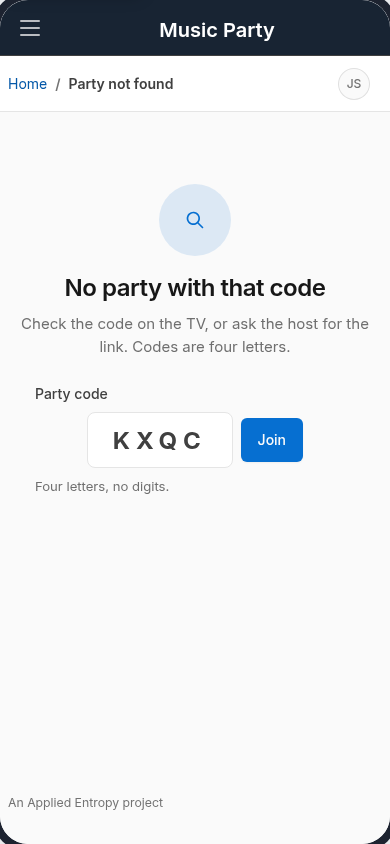 Music Party
Home / Party not found
JS
No party with that code
Check the code on the TV, or ask the host for the
link. Codes are four letters.
Party code
KXQC
Join
Four letters, no digits.
An Applied Entropy project